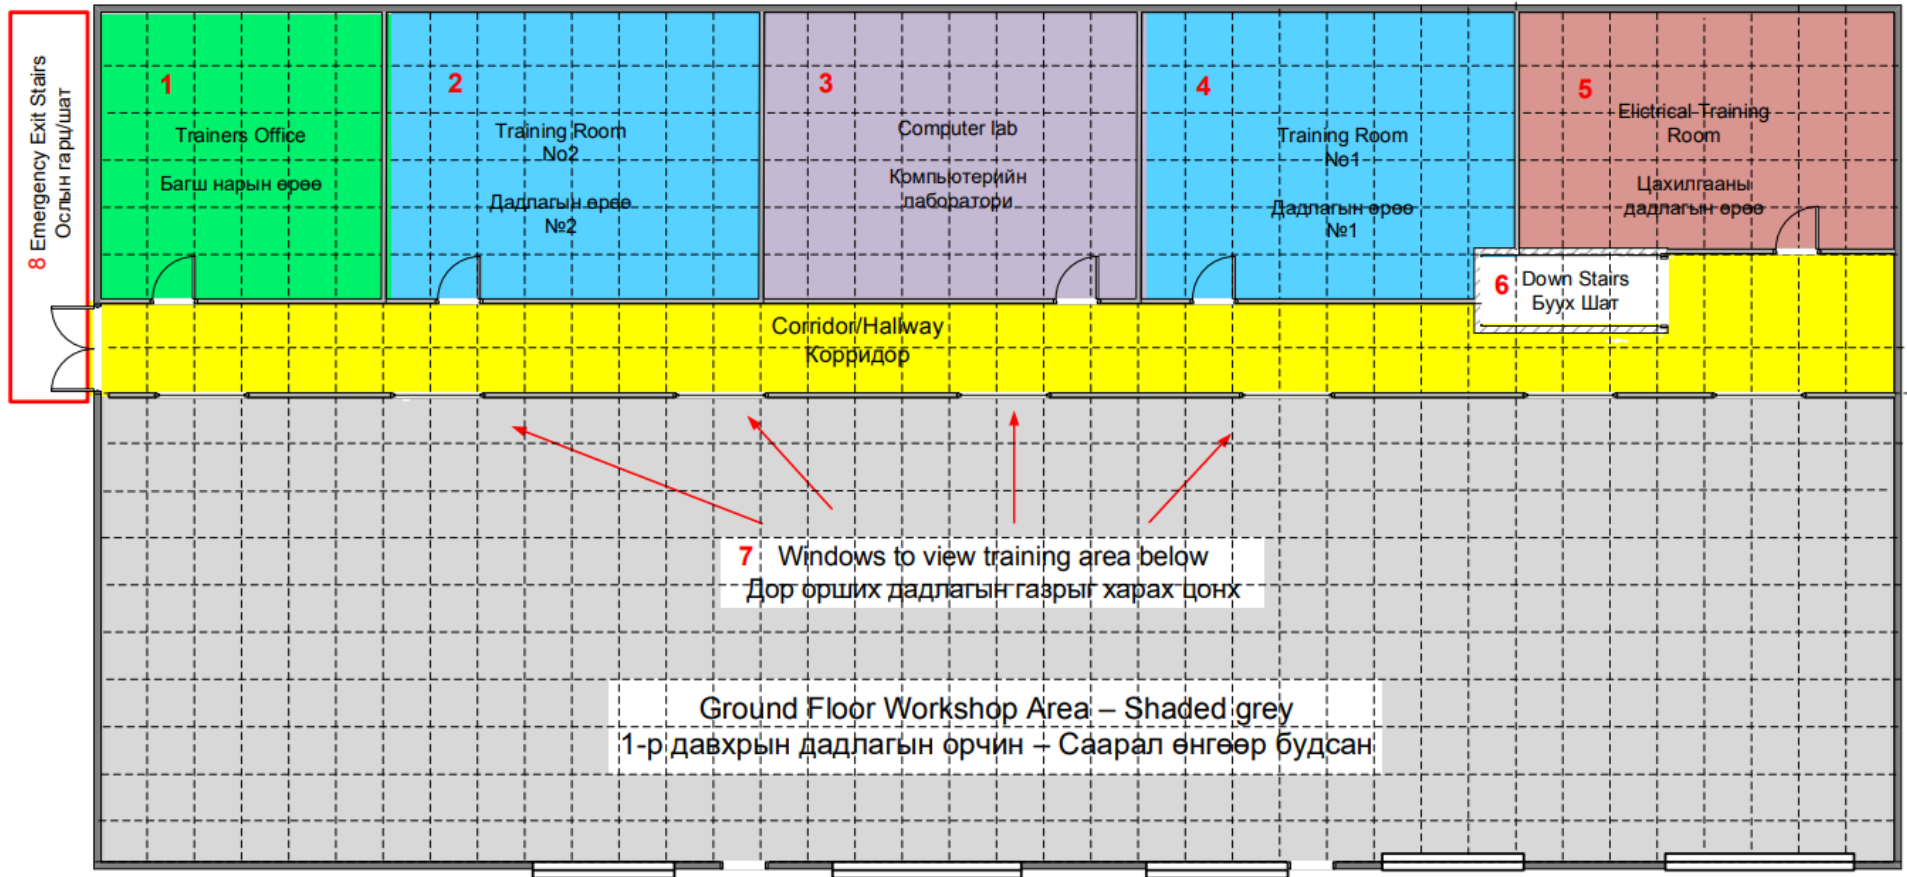 8 Emergency Exit Stairs
Ослын гарц/шат
1
Trainers Office
Багш нарын өрөө
2
Training Room
No2
Дадлагын өрөө
№2
3
Computer lab
Компьютерийн
лаборатори
4
Training Room
No1
Дадлагын өрөө
№1
5
Elictrical Training
Room
Цахилгааны
дадлагын өрөө
6 Down Stairs
Буух Шат
Corridor/Hallway
Корридор
7 Windows to view training area below
Дор орших дадлагын газрыг харах цонх
Ground Floor Workshop Area – Shaded grey
1-р давхрын дадлагын орчин – Саарал өнгөөр будсан